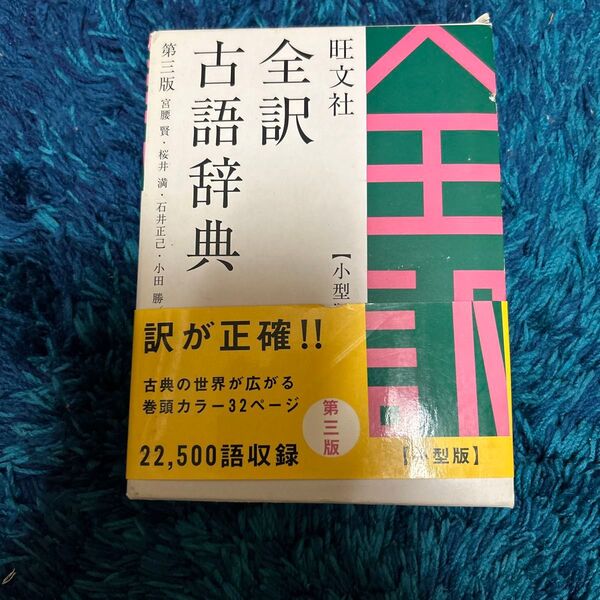 旺文社
全訳
古語辞典
第三版 宮腰 賢・桜井 満・石井正己・小田 勝
【小型
全訳
訳が正確!!
古典の世界が広がる
巻頭カラー32ページ
22,500語収録
第三版
【小型版】